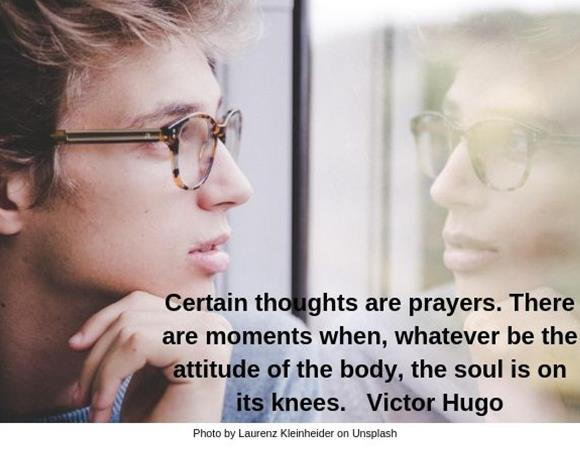 Certain thoughts are prayers. There
are moments when, whatever be the
attitude of the body, the soul is on
its knees. Victor Hugo
Photo by Laurenz Kleinheider on Unsplash